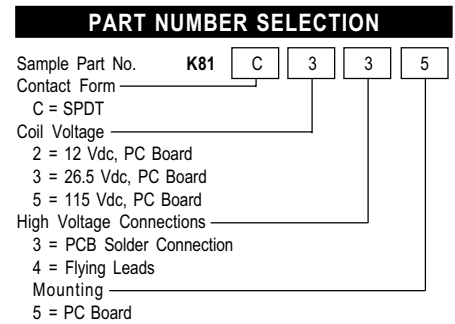 PART NUMBER SELECTION
Sample Part No. K81 C 3 3 5
Contact Form
C = SPDT
Coil Voltage
2 = 12 Vdc, PC Board
3 = 26.5 Vdc, PC Board
5 = 115 Vdc, PC Board
High Voltage Connections
3 = PCB Solder Connection
4 = Flying Leads
Mounting
5 = PC Board